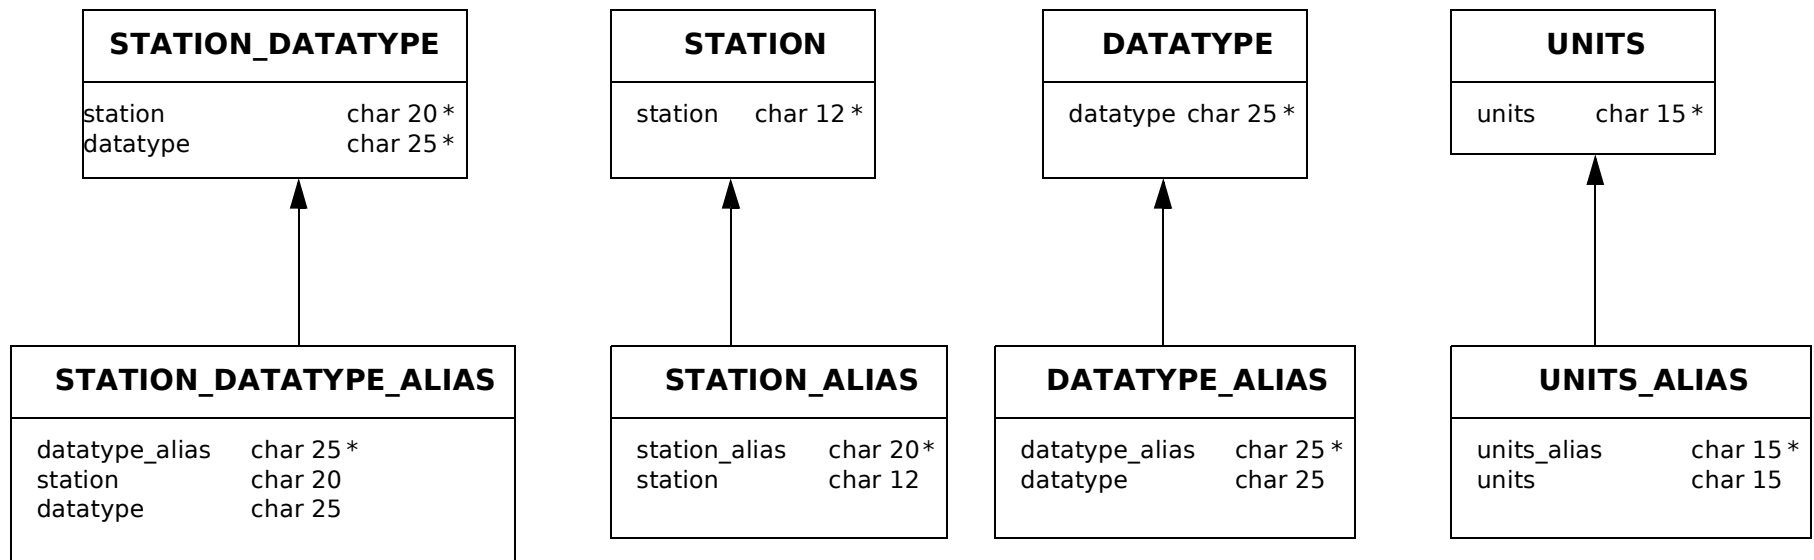 STATION_DATATYPE
station char 20 *
datatype char 25 *
STATION
station char 12 *
DATATYPE
datatype char 25 *
UNITS
units char 15 *
STATION_DATATYPE_ALIAS
datatype_alias char 25 *
station char 20
datatype char 25
STATION_ALIAS
station_alias char 20 *
station char 12
DATATYPE_ALIAS
datatype_alias char 25 *
datatype char 25
UNITS_ALIAS
units_alias char 15 *
units char 15